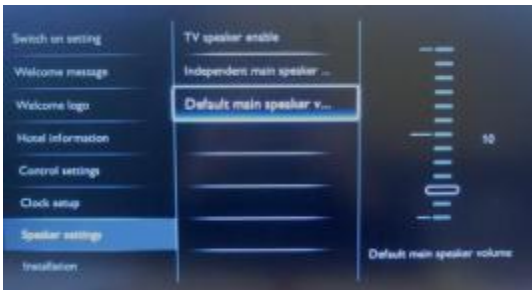 Switch on setting
Welcome message
Welcome logo
Hotel information
Control settings
Clock setup
Speaker settings
Installation
TV speaker enable
Independent main speaker ...
Default main speaker v...
10
Default main speaker volume